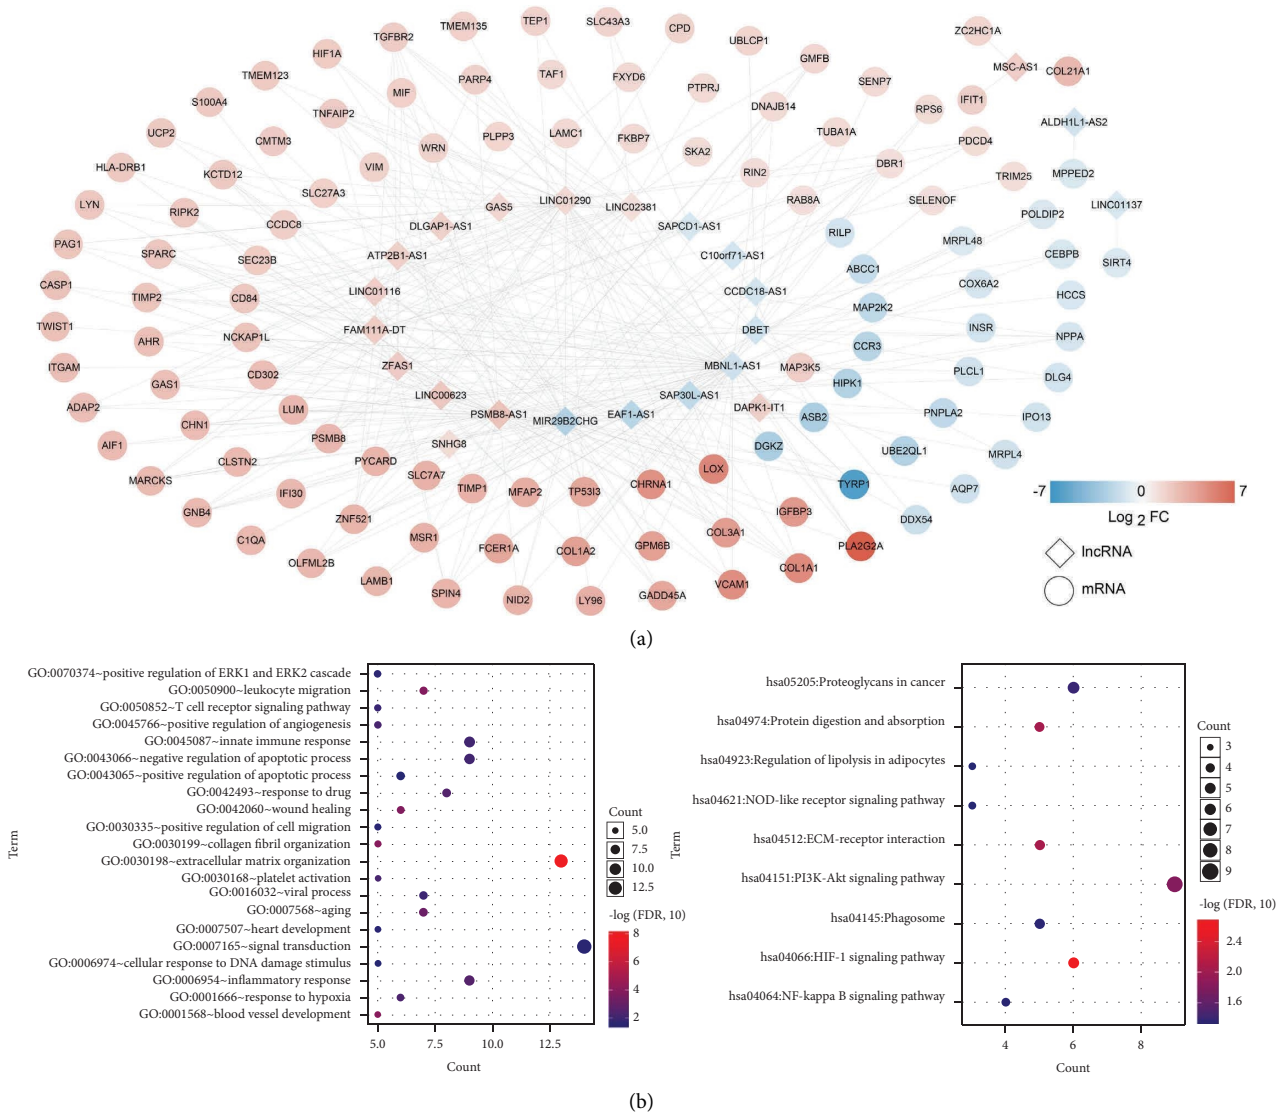 TEP1
SLC43A3
TMEM135
CPD
TGFBR2
UBLCP1
ZC2HC1A
HIF1A
GMFB
MSC-AS1
COL21A1
TMEM123
PARP4
TAF1
FXYD6
PTPRJ
SENP7
S100A4
MIF
IFIT1
TNFAIP2
DNAJB14
RPS6
ALDH1L1-AS2
UCP2
CMTM3
PLPP3
LAMC1
FKBP7
TUBA1A
PDCD4
WRN
SKA2
HLA-DRB1
KCTD12
VIM
RIN2
DBR1
TRIM25
MPPED2
SLC27A3
LYN
RIPK2
GAS5
LINC01290
LINC02381
RAB8A
SELENOF
POLDIP2
LINC01137
CCDC8
DLGAP1-AS1
SAPCD1-AS1
RILP
PAG1
SPARC
SEC23B
ATP2B1-AS1
C10orf71-AS1
MRPL48
CEBPB
SIRT4
ABCC1
CASP1
TIMP2
CD84
LINC01116
CCDC18-AS1
COX6A2
HCCS
MAP2K2
TWIST1
AHR
NCKAP1L
FAM111A-DT
DBET
INSR
NPPA
CCR3
ITGAM
GAS1
CD302
ZFAS1
MBNL1-AS1
MAP3K5
HIPK1
PLCL1
DLG4
ADAP2
CHN1
LUM
LINC00623
SAP30L-AS1
DAPK1-IT1
ASB2
PNPLA2
IPO13
PSMB8-AS1
MIR29B2CHG
EAF1-AS1
AIF1
PSMB8
SNHG8
DGKZ
UBE2QL1
MRPL4
CLSTN2
PYCARD
MARCKS
SLC7A7
LOX
TYRP1
AQP7
IFI30
TIMP1
MFAP2
TP53I3
CHRNA1
GNB4
ZNF521
IGFBP3
DDX54
C1QA
MSR1
FCER1A
COL1A2
GPM6B
COL3A1
PLA2G2A
OLFML2B
LAMB1
COL1A1
SPIN4
NID2
LY96
GADD45A
VCAM1
-7
0
7
Log 2 FC
lncRNA
mRNA
(a)
GO:0070374~positive regulation of ERK1 and ERK2 cascade
GO:0050900~leukocyte migration
GO:0050852~T cell receptor signaling pathway
GO:0045766~positive regulation of angiogenesis
GO:0045087~innate immune response
GO:0043066~negative regulation of apoptotic process
GO:0043065~positive regulation of apoptotic process
GO:0042493~response to drug
GO:0042060~wound healing
GO:0030335~positive regulation of cell migration
GO:0030199~collagen fibril organization
GO:0030198~extracellular matrix organization
GO:0030168~platelet activation
GO:0016032~viral process
GO:0007568~aging
GO:0007507~heart development
GO:0007165~signal transduction
GO:0006974~cellular response to DNA damage stimulus
GO:0006954~inflammatory response
GO:0001666~response to hypoxia
GO:0001568~blood vessel development
Term
5.0
7.5
10.0
12.5
Count
Count
5.0
7.5
10.0
12.5
-log (FDR, 10)
8
6
4
2
hsa05205:Proteoglycans in cancer
hsa04974:Protein digestion and absorption
hsa04923:Regulation of lipolysis in adipocytes
hsa04621:NOD-like receptor signaling pathway
hsa04512:ECM-receptor interaction
hsa04151:PI3K-Akt signaling pathway
hsa04145:Phagosome
hsa04066:HIF-1 signaling pathway
hsa04064:NF-kappa B signaling pathway
Term
4
6
8
Count
Count
3
4
5
6
7
8
9
-log (FDR, 10)
2.4
2.0
1.6
(b)